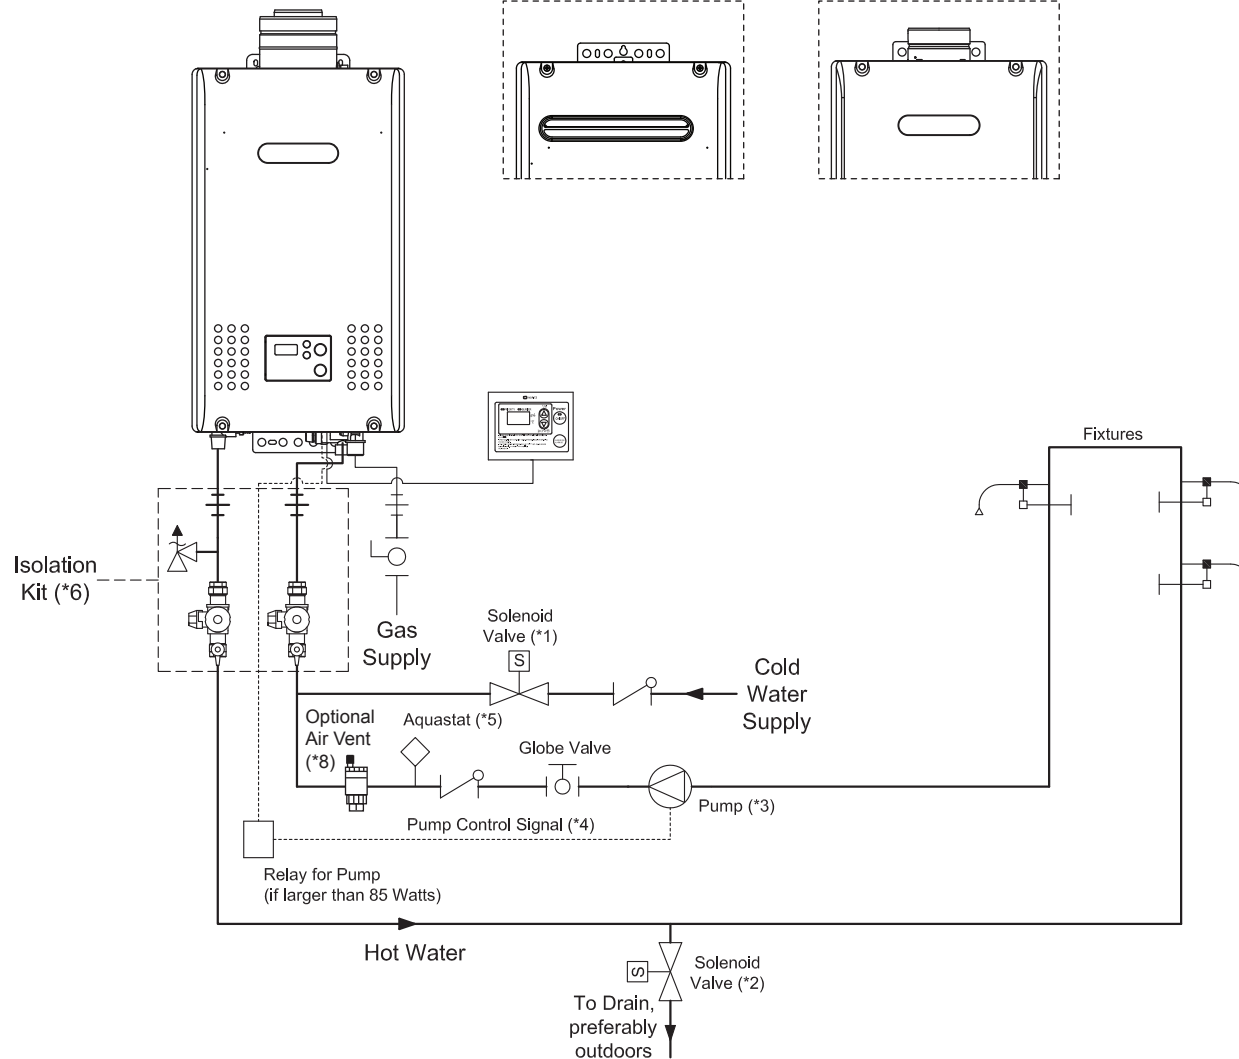 Fixtures
Isolation
Kit (*6)
Gas
Supply
Solenoid
Valve (*1)
S
Cold
Water
Supply
Optional
Air Vent
(*8)
Aquastat (*5)
Globe Valve
Pump (*3)
Pump Control Signal (*4)
Relay for Pump
(if larger than 85 Watts)
Hot Water
S
Solenoid
Valve (*2)
To Drain,
preferably
outdoors